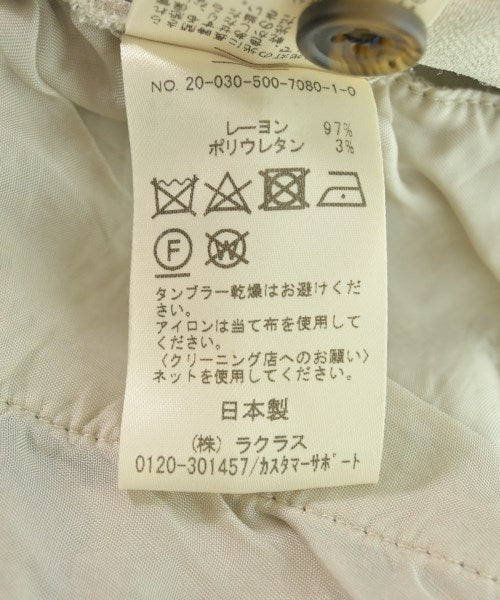 NO. 20-030-500-7080-1-0
レーヨン 97%
ポリウレタン 3%
F
W
タンブラー乾燥はお避けくだ
さい。
アイロンは当て布を使用して
ください。
〈クリーニング店へのお願い〉
ネットを使用してください。
日本製
(株) ラクラス
0120-301457/カスタマーサポート